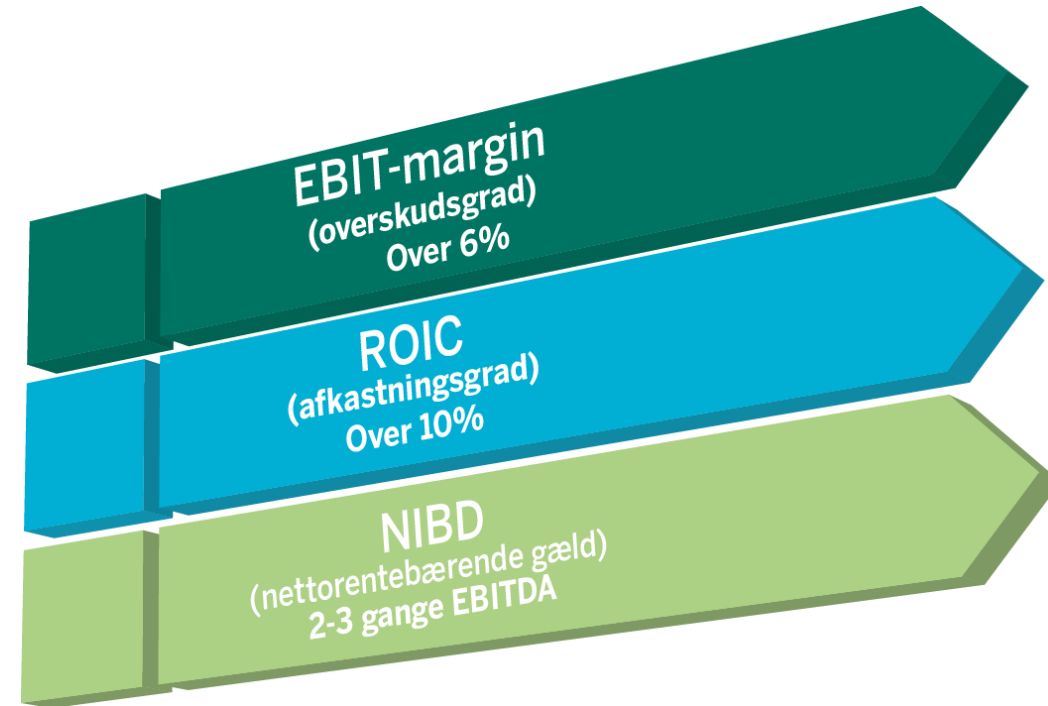 EBIT-margin
(overskudsgrad)
Over 6%
ROIC
(afkastningsgrad)
Over 10%
NIBD
(nettorentebærende gæld)
2-3 gange EBITDA